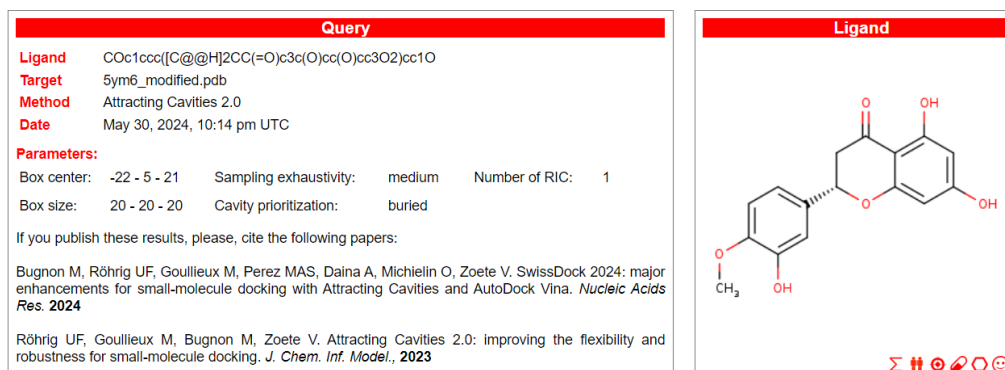 Query
Ligand COc1ccc([C@@H]2CC(=O)c3c(O)cc(O)cc3O2)cc1O
Target 5ym6_modified.pdb
Method Attracting Cavities 2.0
Date May 30, 2024, 10:14 pm UTC
Parameters:
Box center: -22 - 5 - 21 Sampling exhaustivity: medium Number of RIC: 1
Box size: 20 - 20 - 20 Cavity prioritization: buried
If you publish these results, please, cite the following papers:
Bugnon M, Röhrig UF, Goullieux M, Perez MAS, Daina A, Michielin O, Zoete V. SwissDock 2024: major
enhancements for small-molecule docking with Attracting Cavities and AutoDock Vina. Nucleic Acids
Res. 2024
Röhrig UF, Goullieux M, Bugnon M, Zoete V. Attracting Cavities 2.0: improving the flexibility and
robustness for small-molecule docking. J. Chem. Inf. Model., 2023
Ligand
O OH
O OH
O
CH₃ OH